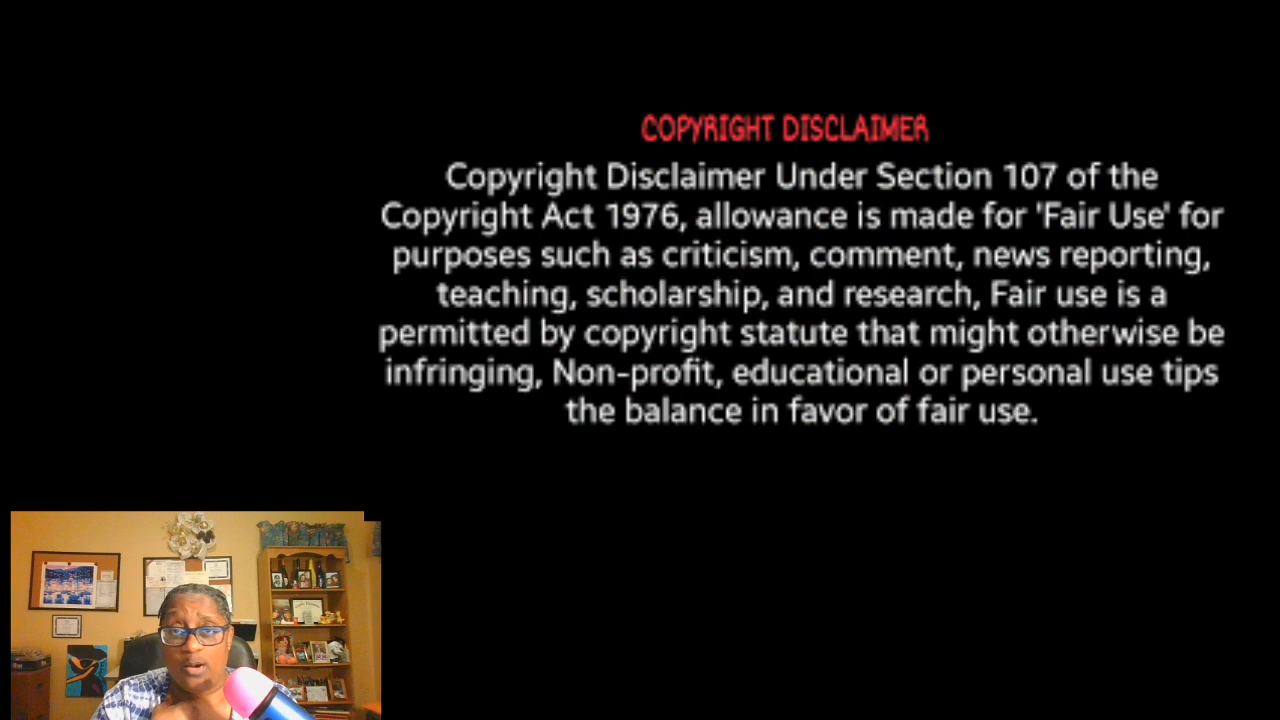 COPYRIGHT DISCLAIMER
Copyright Disclaimer Under Section 107 of the
Copyright Act 1976, allowance is made for 'Fair Use' for
purposes such as criticism, comment, news reporting,
teaching, scholarship, and research, Fair use is a
permitted by copyright statute that might otherwise be
infringing, Non-profit, educational or personal use tips
the balance in favor of fair use.